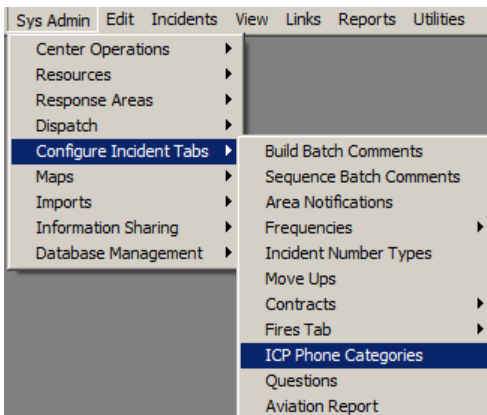 Sys Admin Edit Incidents View Links Reports Utilities
Center Operations
Resources
Response Areas
Dispatch
Configure Incident Tabs
Maps
Imports
Information Sharing
Database Management
Build Batch Comments
Sequence Batch Comments
Area Notifications
Frequencies
Incident Number Types
Move Ups
Contracts
Fires Tab
ICP Phone Categories
Questions
Aviation Report